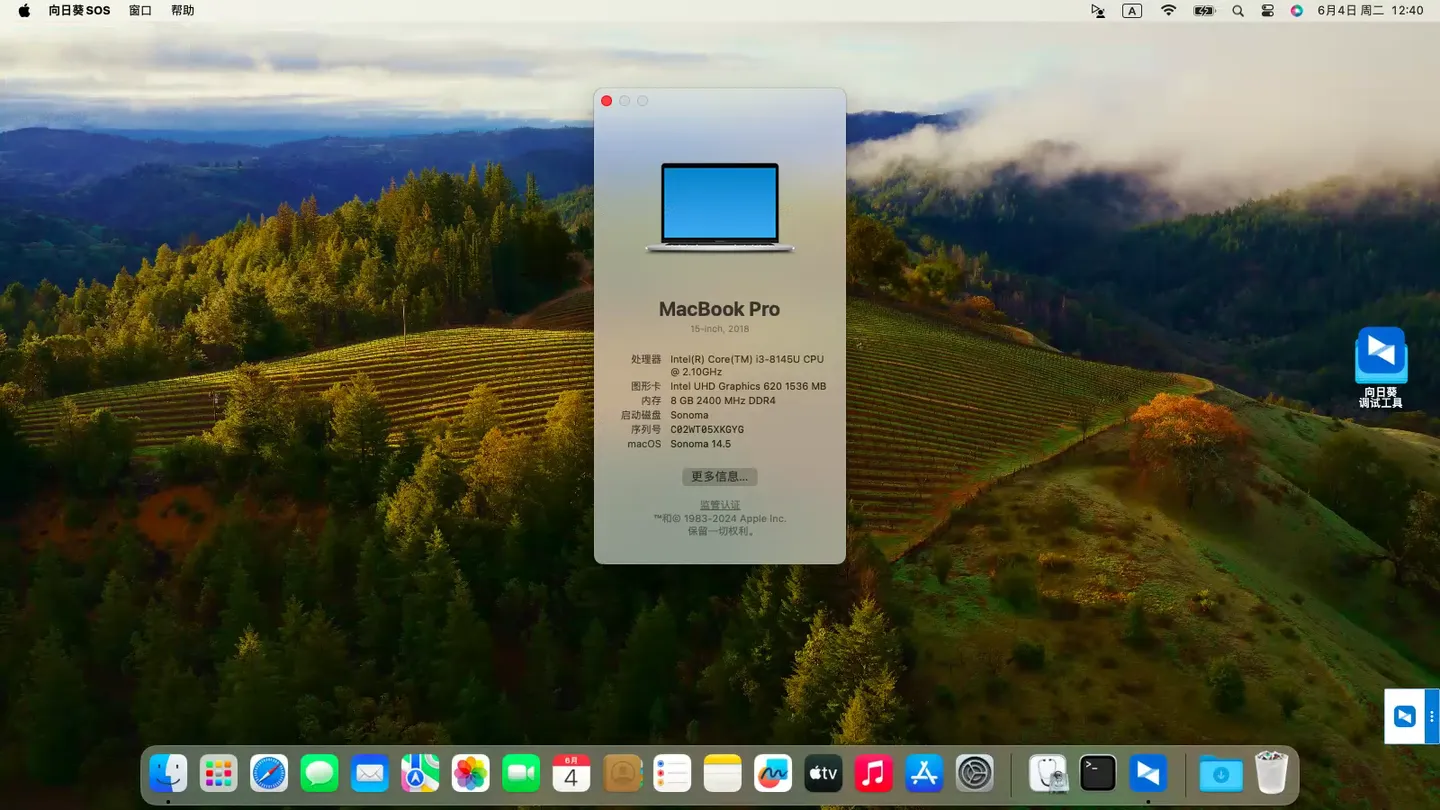 向日葵SOS 窗口 帮助 A 6月4日 周二 12:40
MacBook Pro
15-inch, 2018
处理器 Intel(R) Core(TM) i3-8145U CPU
@ 2.10GHz
图形卡 Intel UHD Graphics 620 1536 MB
内存 8 GB 2400 MHz DDR4
启动磁盘 Sonoma
序列号 C02WT05XKGYG
macOS Sonoma 14.5
更多信息...
监管认证
™和© 1983-2024 Apple Inc.
保留一切权利。
向日葵
调试工具
6月
4
tv
>_